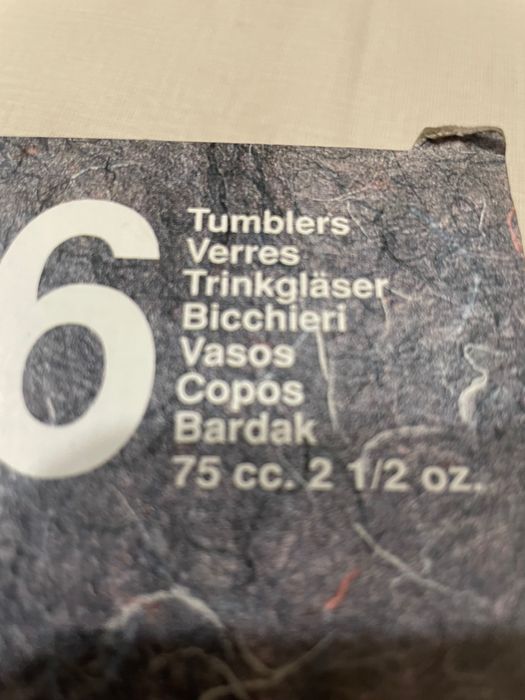 6
Tumblers
Verres
Trinkgläser
Bicchieri
Vasos
Copos
Bardak
75 cc. 2 1/2 oz.